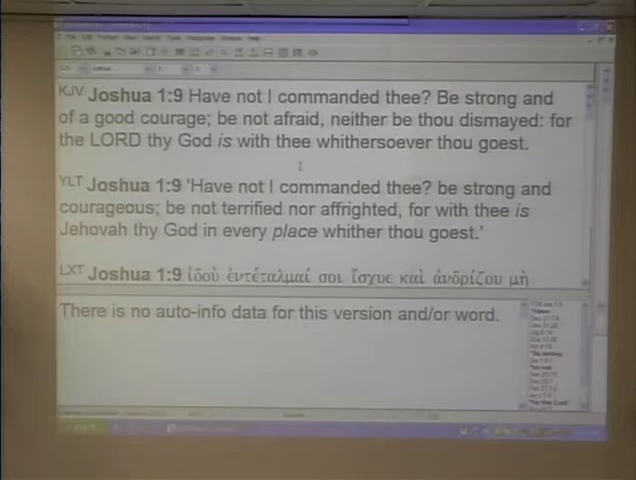 KJV Joshua 1:9 Have not I commanded thee? Be strong and
of a good courage; be not afraid, neither be thou dismayed: for
the LORD thy God is with thee whithersoever thou goest.
YLT Joshua 1:9 'Have not I commanded thee? be strong and
courageous; be not terrified nor affrighted, for with thee is
Jehovah thy God in every place whither thou goest.'
LXT Joshua 1:9 ἰδοὺ ἐντέταλμαί σοι ἴσχυε καὶ ἀνδρίζου μὴ
There is no auto-info data for this version and/or word.